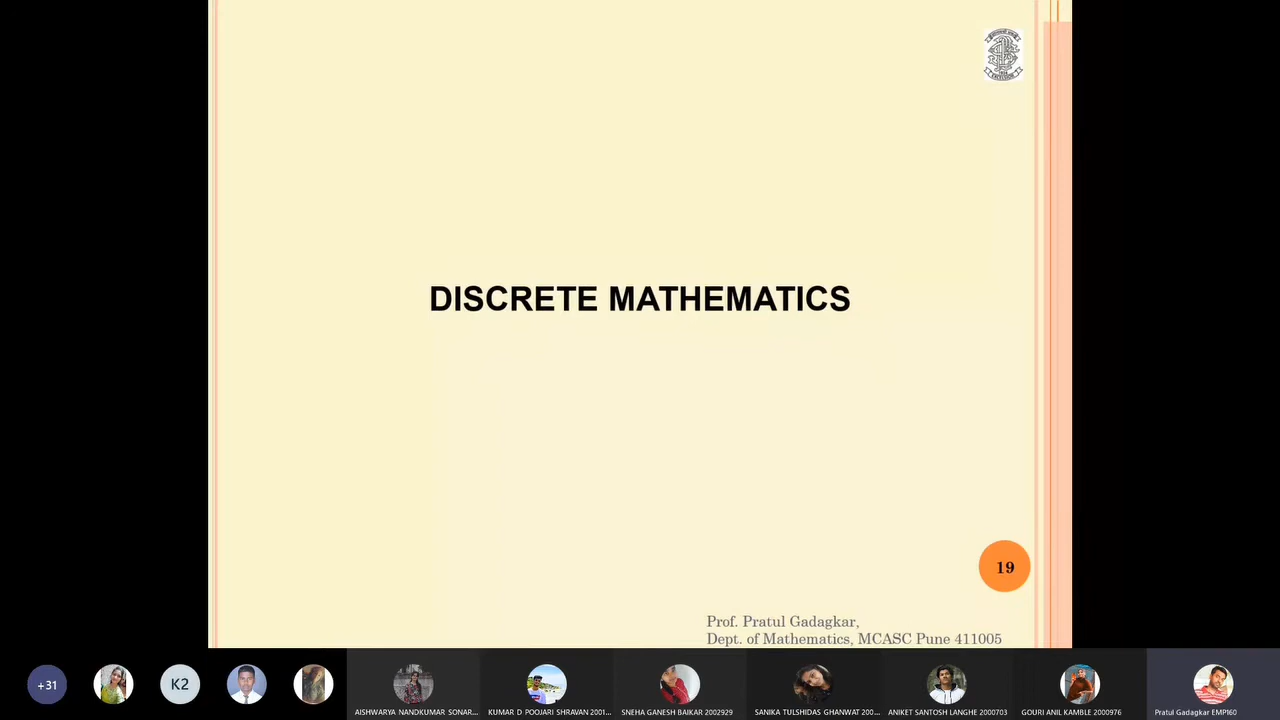 DISCRETE MATHEMATICS
19
Prof. Pratul Gadagkar,
Dept. of Mathematics, MCASC Pune 411005
+31
K2
AISHWARYA NANDKUMAR SONAR...
KUMAR D POOJARI SHRAVAN 2001...
SNEHA GANESH BAIKAR 2002929
SANIKA TULSHIDAS GHANWAT 200...
ANIKET SANTOSH LANGHE 2000703
GOURI ANIL KAMBLE 2000976
Pratul Gadagkar EMP160